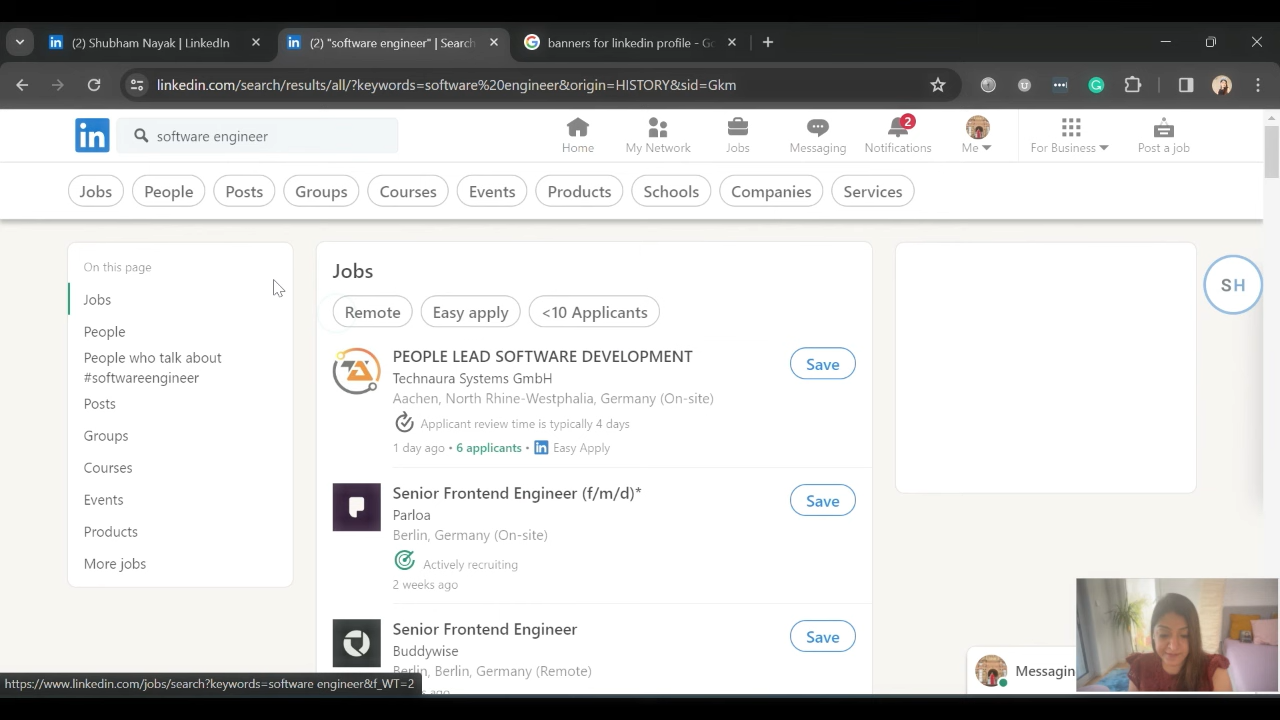 (2) Shubham Nayak | LinkedIn
(2) "software engineer" | Search
banners for linkedin profile - Go
linkedin.com/search/results/all/?keywords=software%20engineer&origin=HISTORY&sid=Gkm
in
software engineer
Home
My Network
Jobs
Messaging
2
Notifications
Me
For Business
Post a job
Jobs
People
Posts
Groups
Courses
Events
Products
Schools
Companies
Services
On this page
Jobs
People
People who talk about
#softwareengineer
Posts
Groups
Courses
Events
Products
More jobs
Jobs
Remote
Easy apply
<10 Applicants
PEOPLE LEAD SOFTWARE DEVELOPMENT
Technaura Systems GmbH
Aachen, North Rhine-Westphalia, Germany (On-site)
Applicant review time is typically 4 days
1 day ago • 6 applicants • in Easy Apply
Save
Senior Frontend Engineer (f/m/d)*
Parloa
Berlin, Germany (On-site)
Actively recruiting
2 weeks ago
Save
Senior Frontend Engineer
Buddywise
Berlin, Berlin, Germany (Remote)
Save
SH
Messaging
https://www.linkedin.com/jobs/search?keywords=software engineer&f_WT=2